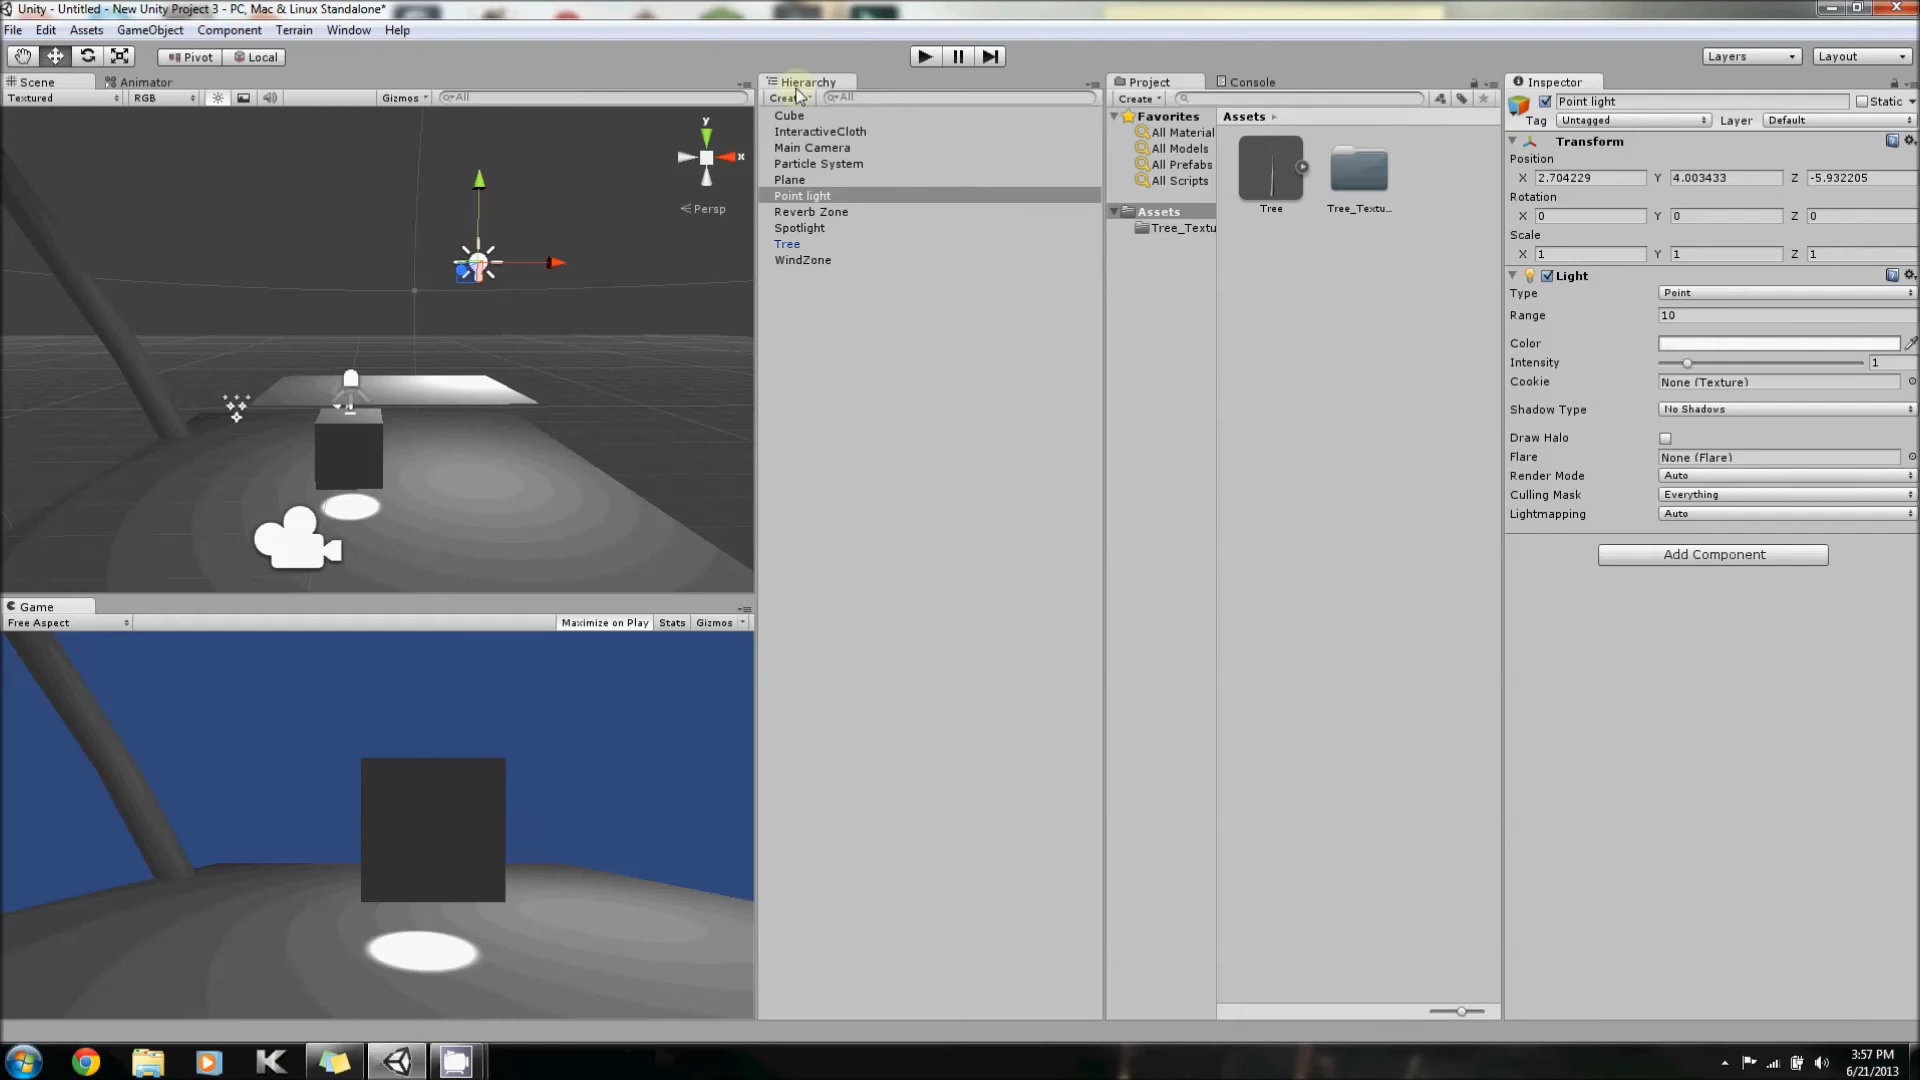 Unity - Untitled - New Unity Project 3 - PC, Mac & Linux Standalone*
File Edit Assets GameObject Component Terrain Window Help
Pivot Local Layers Layout
Scene Animator
Textured RGB Gizmos All
y
x
Persp
Game
Free Aspect Maximize on Play Stats Gizmos
Hierarchy
Create All
Cube
InteractiveCloth
Main Camera
Particle System
Plane
Point light
Reverb Zone
Spotlight
Tree
WindZone
Project Console
Create
Favorites
All Material
All Models
All Prefabs
All Scripts
Assets
Tree_Textu
Assets
Tree Tree_Textu...
Inspector
Point light Static
Tag Untagged Layer Default
Transform
Position
X 2.704229 Y 4.003433 Z -5.932205
Rotation
X 0 Y 0 Z 0
Scale
X 1 Y 1 Z 1
Light
Type Point
Range 10
Color
Intensity 1
Cookie None (Texture)
Shadow Type No Shadows
Draw Halo
Flare None (Flare)
Render Mode Auto
Culling Mask Everything
Lightmapping Auto
Add Component
K
3:57 PM
6/21/2013